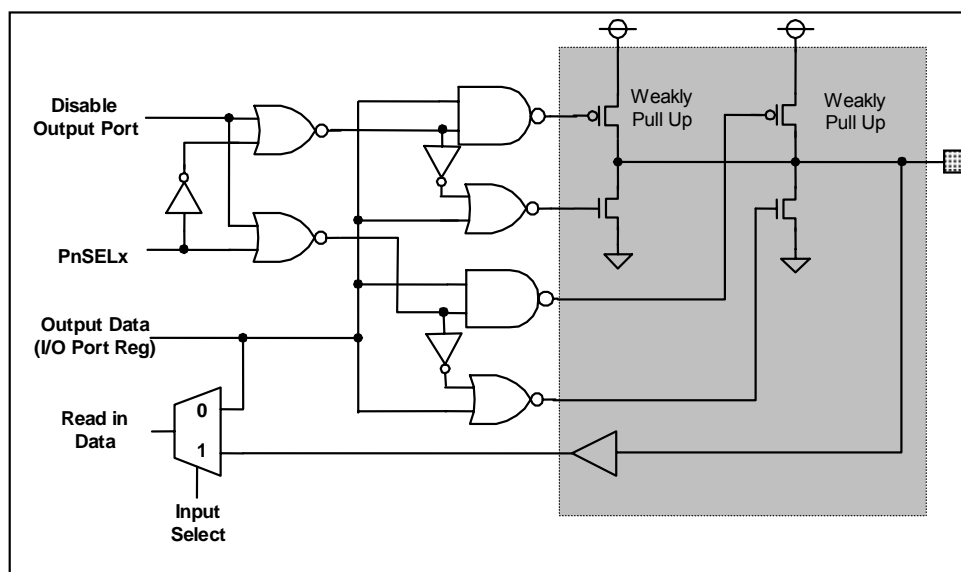 Weakly
Pull Up
Weakly
Pull Up
Disable
Output Port
PnSELx
Output Data
(I/O Port Reg)
0
Read in
Data
1
Input
Select